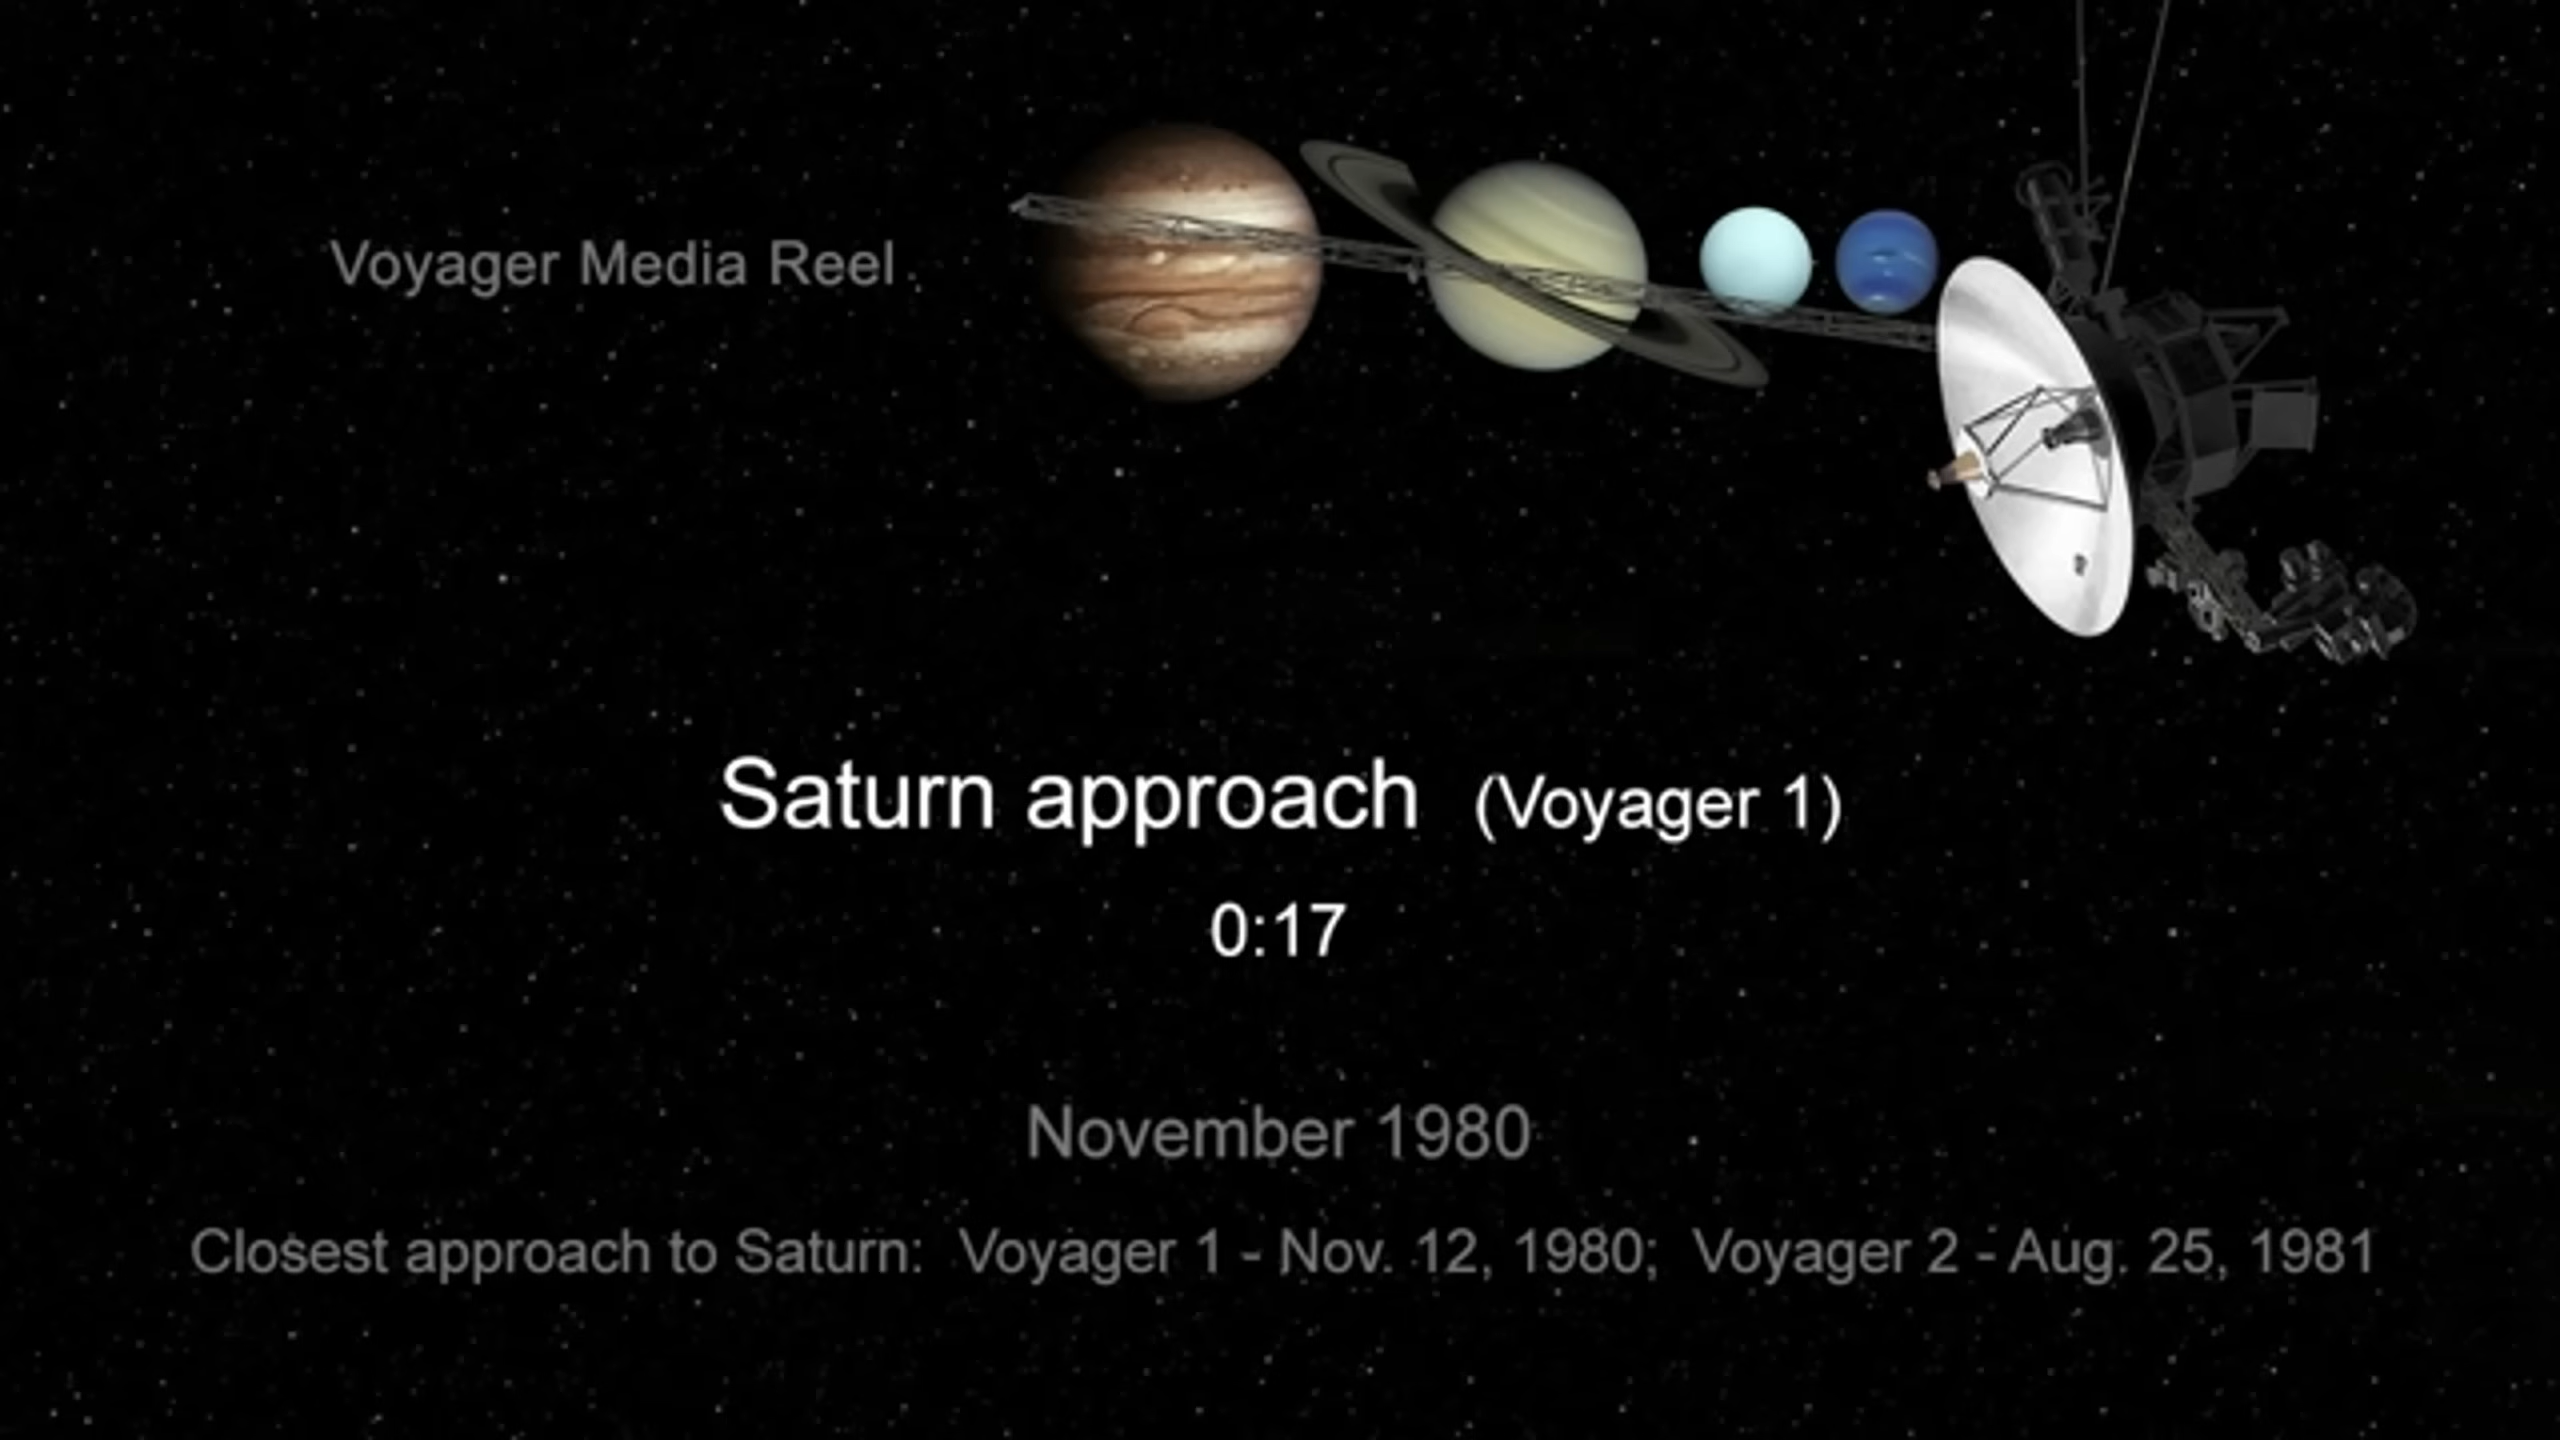 Voyager Media Reel
Saturn approach (Voyager 1)
0:17
November 1980
Closest approach to Saturn: Voyager 1 - Nov. 12, 1980; Voyager 2 - Aug. 25, 1981